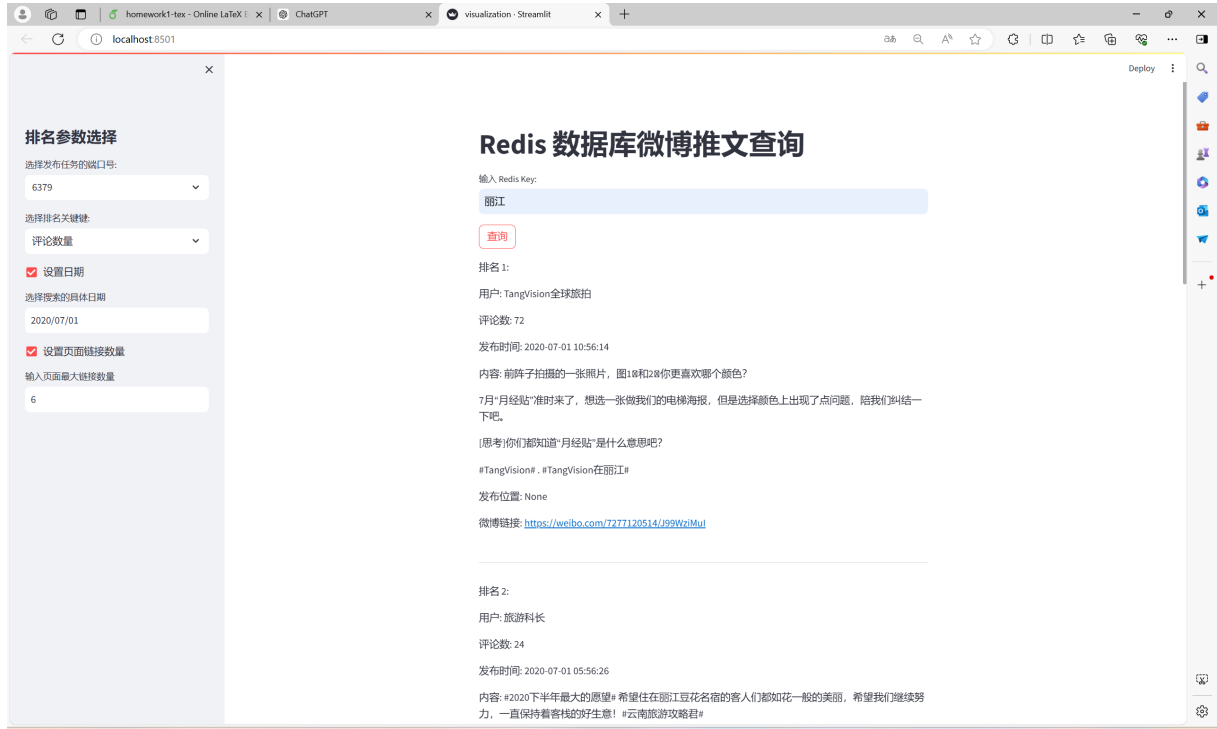 homework1-tex - Online LaTeX E
ChatGPT
visualization · Streamlit
localhost:8501
Deploy
排名参数选择
选择发布任务的端口号:
6379
选择排名关键键:
评论数量
设置日期
选择搜索的具体日期
2020/07/01
设置页面链接数量
输入页面最大链接数量
6
Redis 数据库微博推文查询
输入 Redis Key:
丽江
查询
排名 1:
用户: TangVision全球旅拍
评论数: 72
发布时间: 2020-07-01 10:56:14
内容: 前阵子拍摄的一张照片，图1和2你更喜欢哪个颜色？
7月“月经贴”准时来了，想选一张做我们的电梯海报，但是选择颜色上出现了点问题，陪我们纠结一
下吧。
[思考]你们都知道“月经贴”是什么意思吧？
#TangVision# . #TangVision在丽江#
发布位置: None
微博链接: https://weibo.com/7277120514/J99WziMuI
排名 2:
用户: 旅游科长
评论数: 24
发布时间: 2020-07-01 05:56:26
内容: #2020下半年最大的愿望# 希望住在丽江豆花名宿的客人们都如花一般的美丽，希望我们继续努
力，一直保持着客栈的好生意！#云南旅游攻略君#